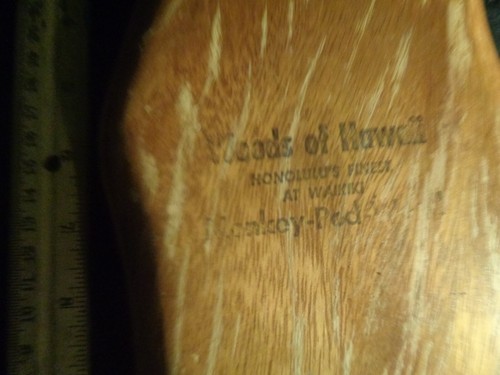 Woods of Hawaii
HONOLULU'S FINEST
AT WAIKIKI
Monkey-Pod